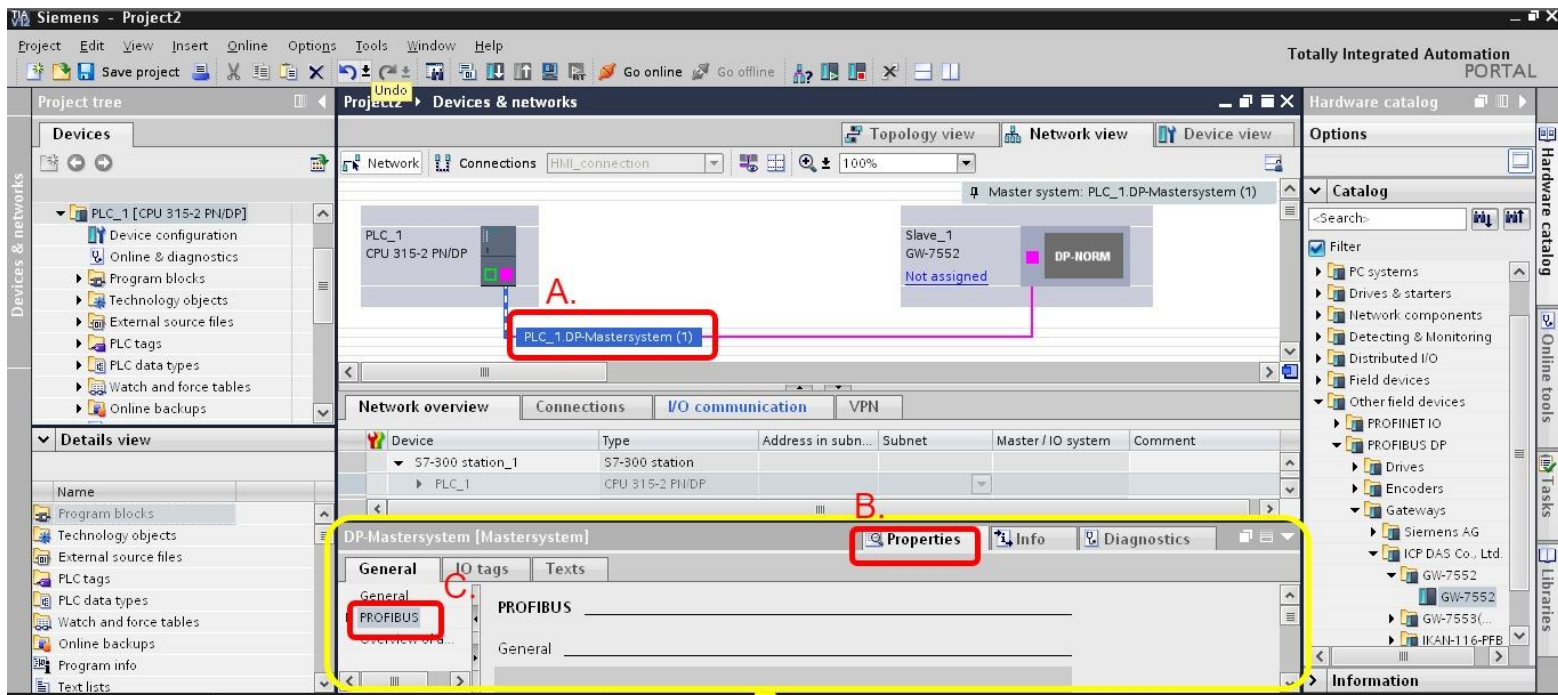 Siemens - Project2
Project Edit View Insert Online Options Tools Window Help
Totally Integrated Automation
PORTAL
Save project
Go online
Go offline
Undo
Project tree
Devices
Devices & networks
PLC_1 [CPU 315-2 PN/DP]
Device configuration
Online & diagnostics
Program blocks
Technology objects
External source files
PLC tags
PLC data types
Watch and force tables
Online backups
Details view
Name
Program blocks
Technology objects
External source files
PLC tags
PLC data types
Watch and force tables
Online backups
Program info
Text lists
Project2 Devices & networks
Topology view
Network view
Device view
Network
Connections
HMI_connection
100%
Master system: PLC_1.DP-Mastersystem (1)
PLC_1
CPU 315-2 PN/DP
Slave_1
GW-7552
Not assigned
DP-NORM
A.
PLC_1.DP-Mastersystem (1)
Network overview
Connections
I/O communication
VPN
Device Type Address in subn... Subnet Master / IO system Comment
S7-300 station_1 S7-300 station
PLC_1 CPU 315-2 PN/DP
B.
DP-Mastersystem [Mastersystem]
Properties
Info
Diagnostics
General
IO tags
Texts
C.
General
PROFIBUS
PROFIBUS
General
Hardware catalog
Options
Catalog
<Search>
Filter
PC systems
Drives & starters
Network components
Detecting & Monitoring
Distributed I/O
Field devices
Other field devices
PROFINET IO
PROFIBUS DP
Drives
Encoders
Gateways
Siemens AG
ICP DAS Co., Ltd.
GW-7552
GW-7552
GW-7553(...
IKAN-116-PFB
Information
Hardware catalog
Online tools
Tasks
Libraries